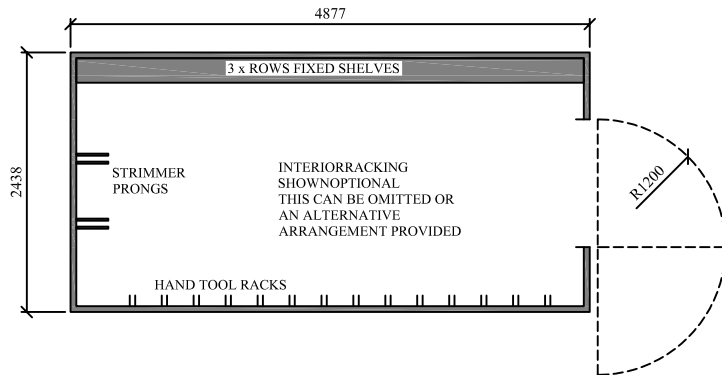 4877
3 x ROWS FIXED SHELVES
2438
STRIMMER
PRONGS
INTERIORRACKING
SHOWNOPTIONAL
THIS CAN BE OMITTED OR
AN ALTERNATIVE
ARRANGEMENT PROVIDED
R1200
HAND TOOL RACKS